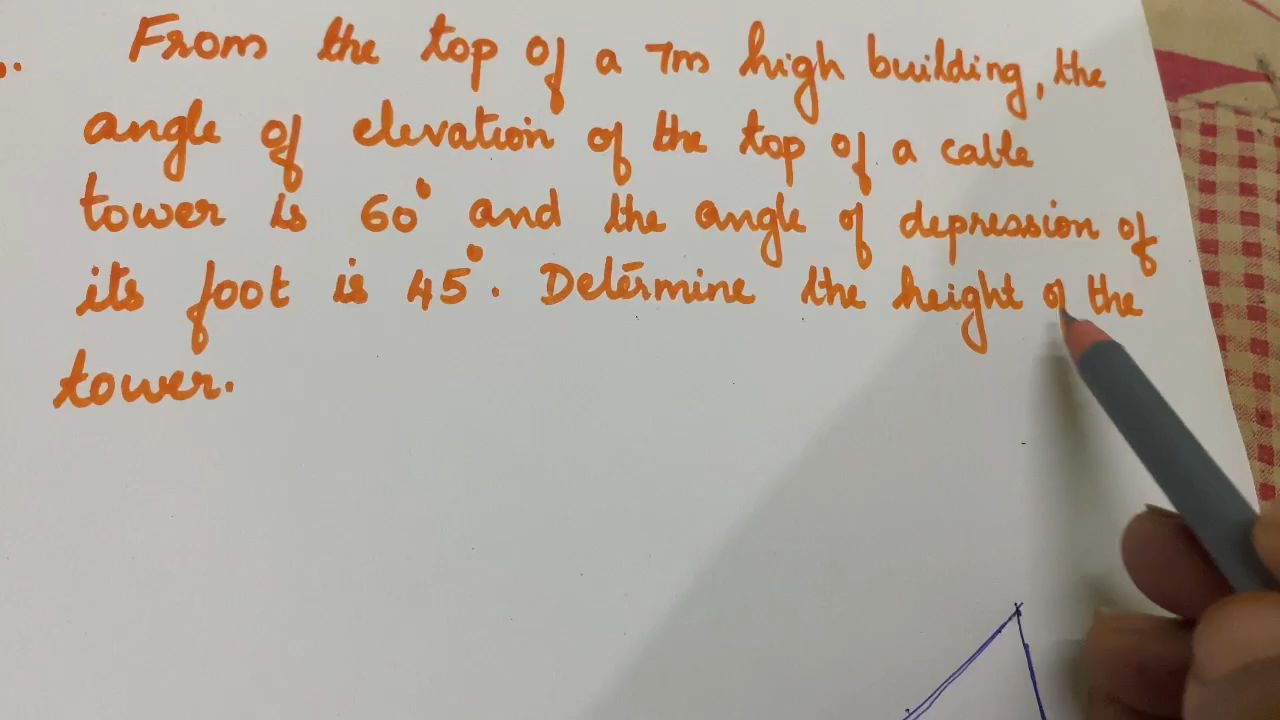 From the top of a 7m high building, the
angle of elevation of the top of a cable
tower is 60° and the angle of depression of
its foot is 45°. Determine the height of the
tower.